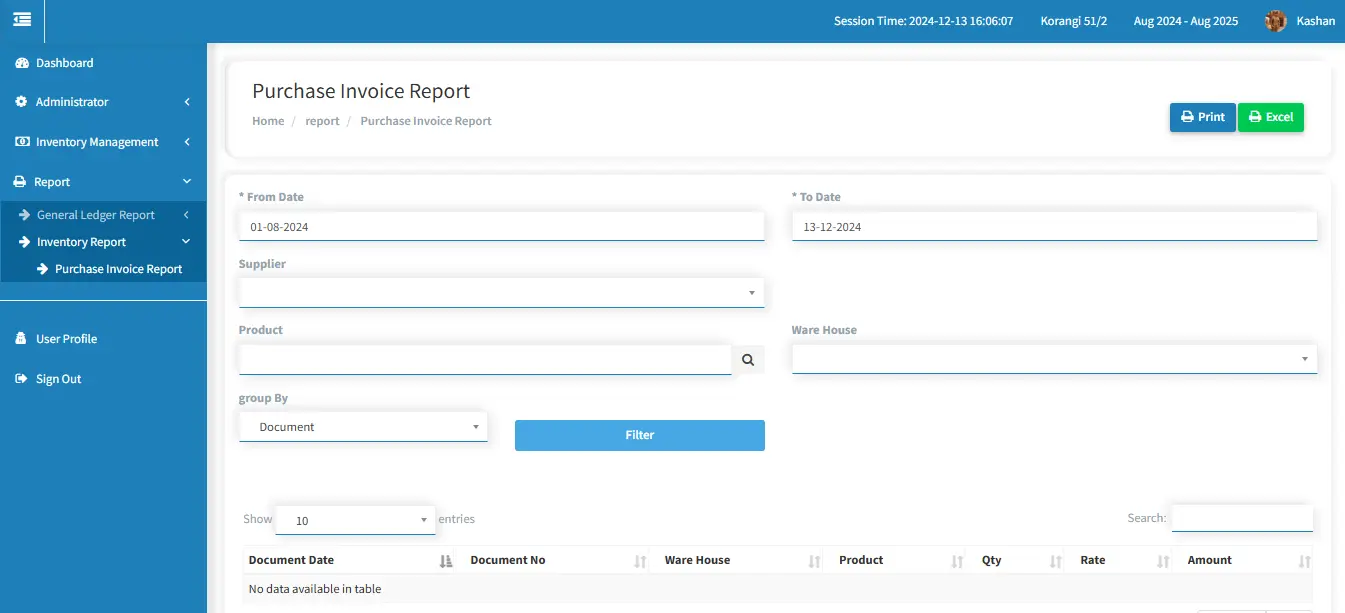 Session Time: 2024-12-13 16:06:07 Korangi 51/2 Aug 2024 - Aug 2025 Kashan
Dashboard
Administrator
Inventory Management
Report
General Ledger Report
Inventory Report
Purchase Invoice Report
User Profile
Sign Out
Purchase Invoice Report
Home / report / Purchase Invoice Report
Print Excel
* From Date * To Date
01-08-2024 13-12-2024
Supplier
Product Ware House
group By
Document Filter
Show 10 entries Search:
Document Date Document No Ware House Product Qty Rate Amount
No data available in table